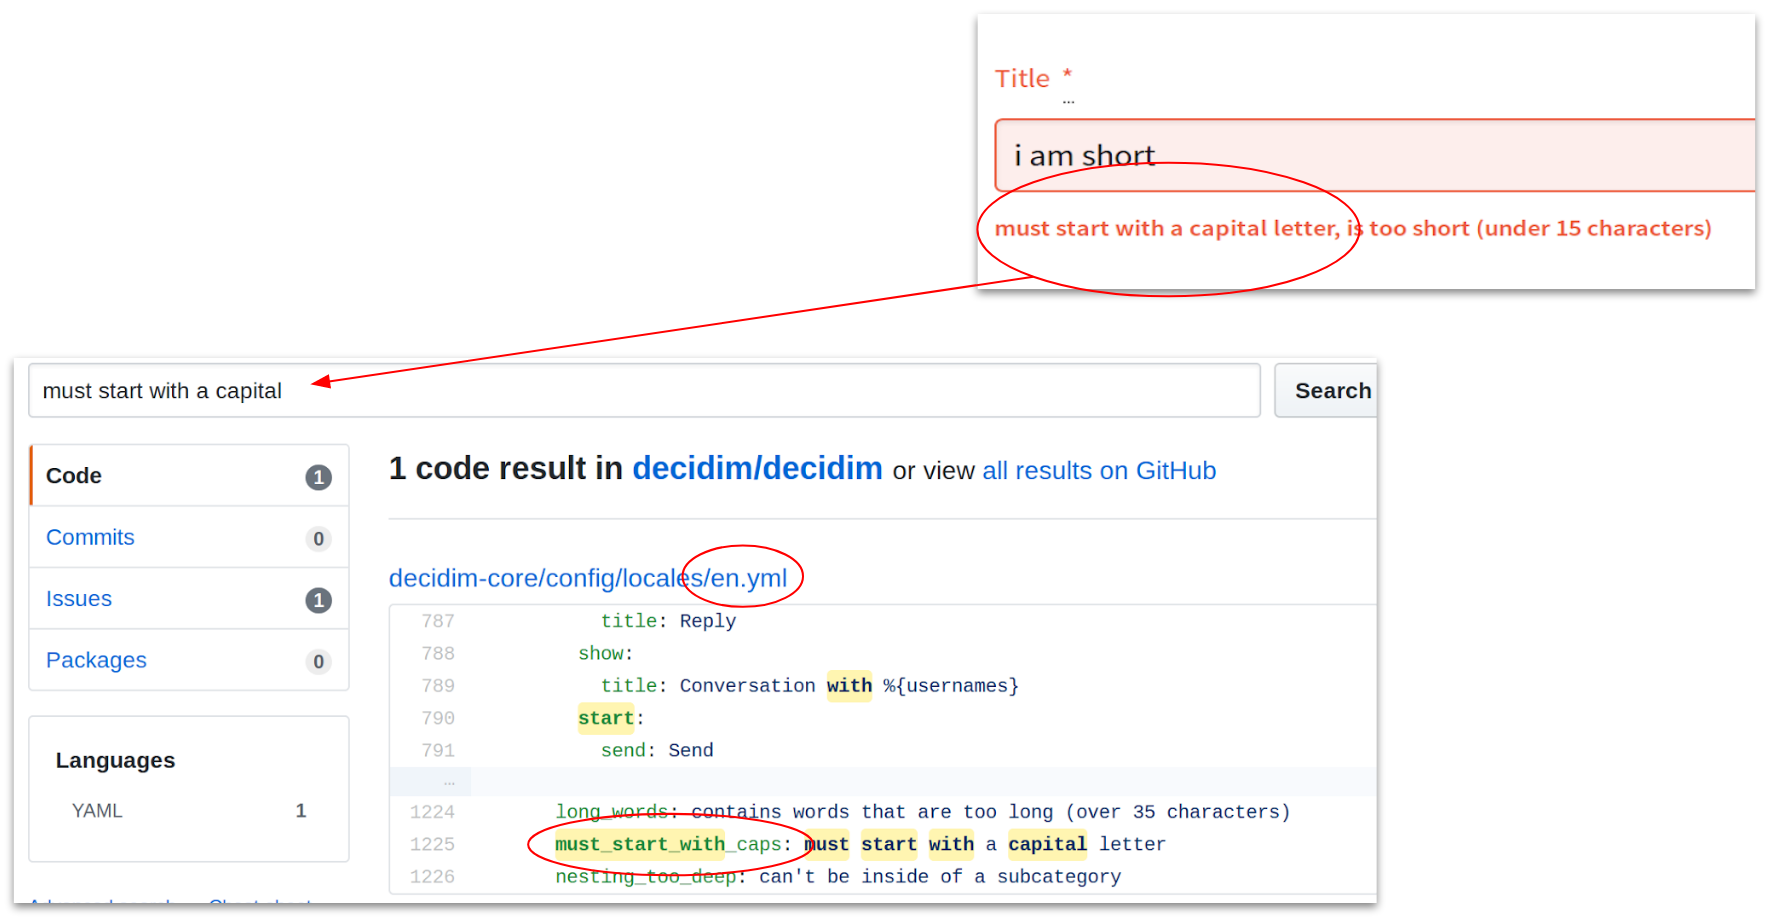 Title *
...
i am short
must start with a capital letter, is too short (under 15 characters)
must start with a capital
Search
Code 1
Commits 0
Issues 1
Packages 0
Languages
YAML 1
1 code result in decidim/decidim or view all results on GitHub
decidim-core/config/locales/en.yml
787 title: Reply
788 show:
789 title: Conversation with %{usernames}
790 start:
791 send: Send
...
1224 long_words: contains words that are too long (over 35 characters)
1225 must_start_with_caps: must start with a capital letter
1226 nesting_too_deep: can't be inside of a subcategory